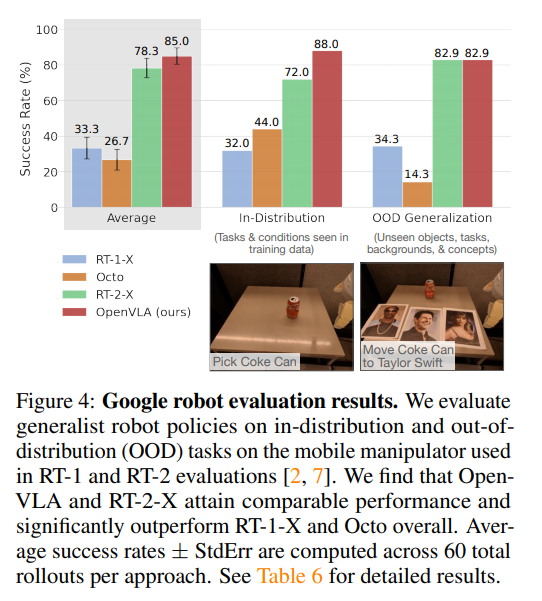 100
80
60
40
20
0
Success Rate (%)
33.3
26.7
78.3
85.0
32.0
44.0
72.0
88.0
34.3
14.3
82.9
82.9
Average
In-Distribution
OOD Generalization
(Tasks & conditions seen in
training data)
(Unseen objects, tasks,
backgrounds, & concepts)
RT-1-X
Octo
RT-2-X
OpenVLA (ours)
Pick Coke Can
Move Coke Can
to Taylor Swift
Figure 4: Google robot evaluation results. We evaluate
generalist robot policies on in-distribution and out-of-
distribution (OOD) tasks on the mobile manipulator used
in RT-1 and RT-2 evaluations [2, 7]. We find that Open-
VLA and RT-2-X attain comparable performance and
significantly outperform RT-1-X and Octo overall. Aver-
age success rates ± StdErr are computed across 60 total
rollouts per approach. See Table 6 for detailed results.